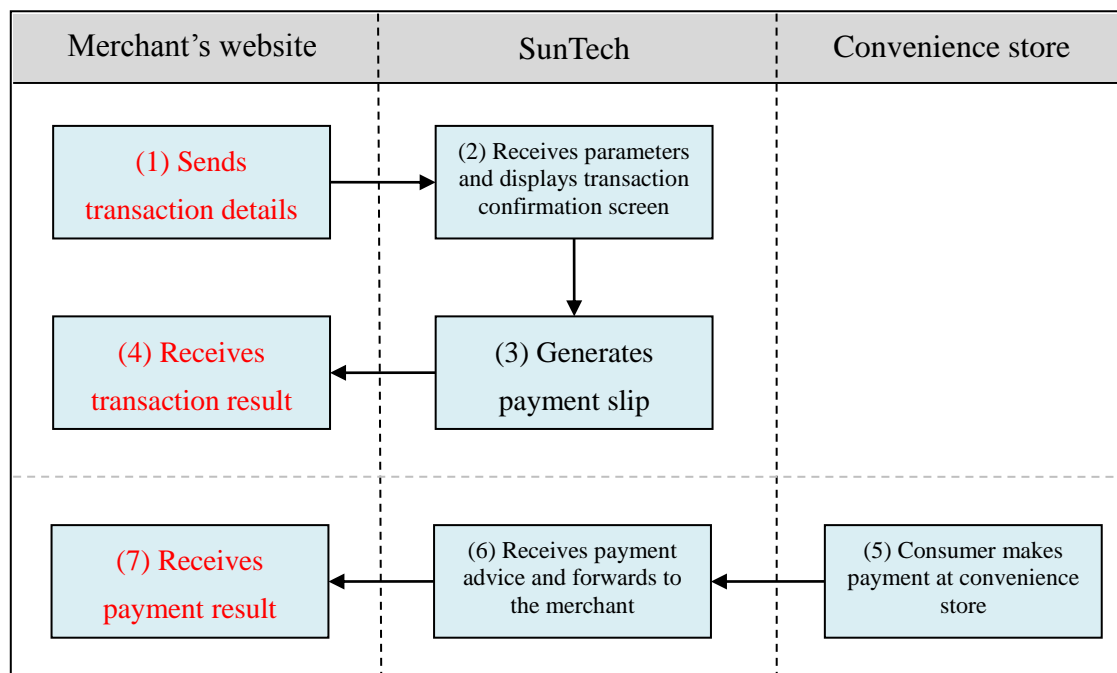 Merchant's website
SunTech
Convenience store
(1) Sends
transaction details
(2) Receives parameters
and displays transaction
confirmation screen
(4) Receives
transaction result
(3) Generates
payment slip
(7) Receives
payment result
(6) Receives payment
advice and forwards to
the merchant
(5) Consumer makes
payment at convenience
store